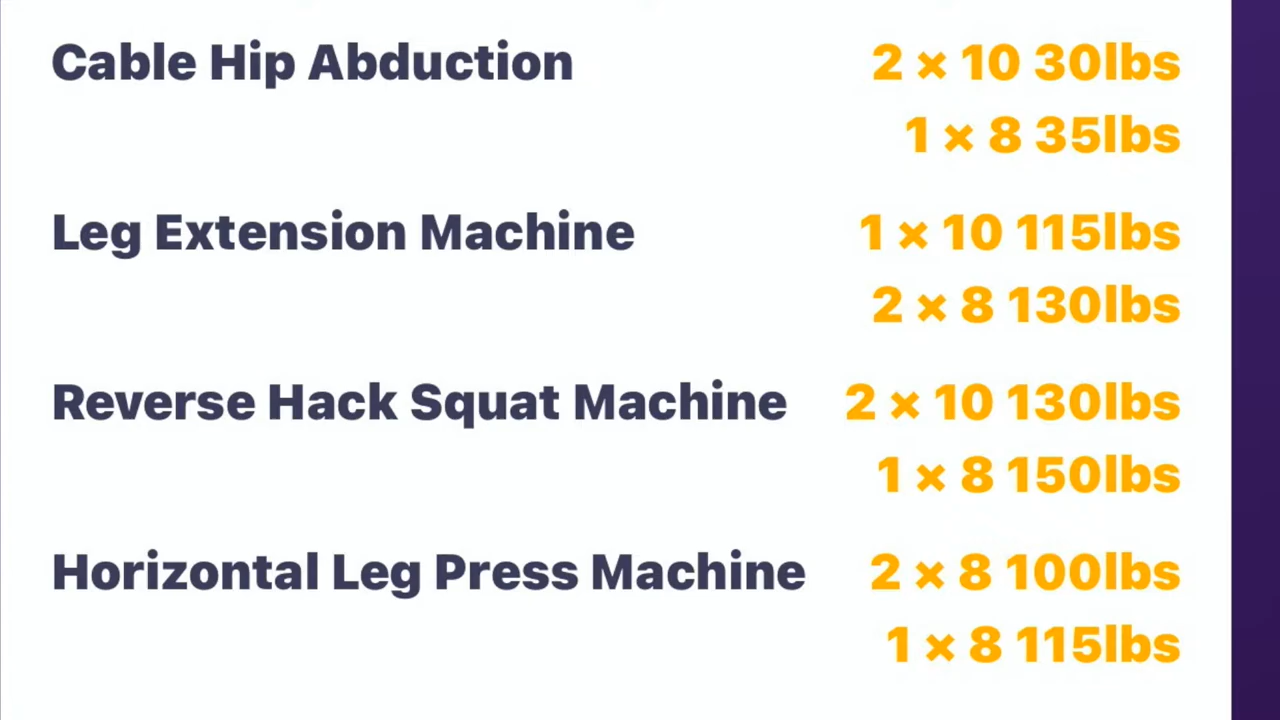 Cable Hip Abduction 2 × 10 30lbs
1 × 8 35lbs
Leg Extension Machine 1 × 10 115lbs
2 × 8 130lbs
Reverse Hack Squat Machine 2 × 10 130lbs
1 × 8 150lbs
Horizontal Leg Press Machine 2 × 8 100lbs
1 × 8 115lbs